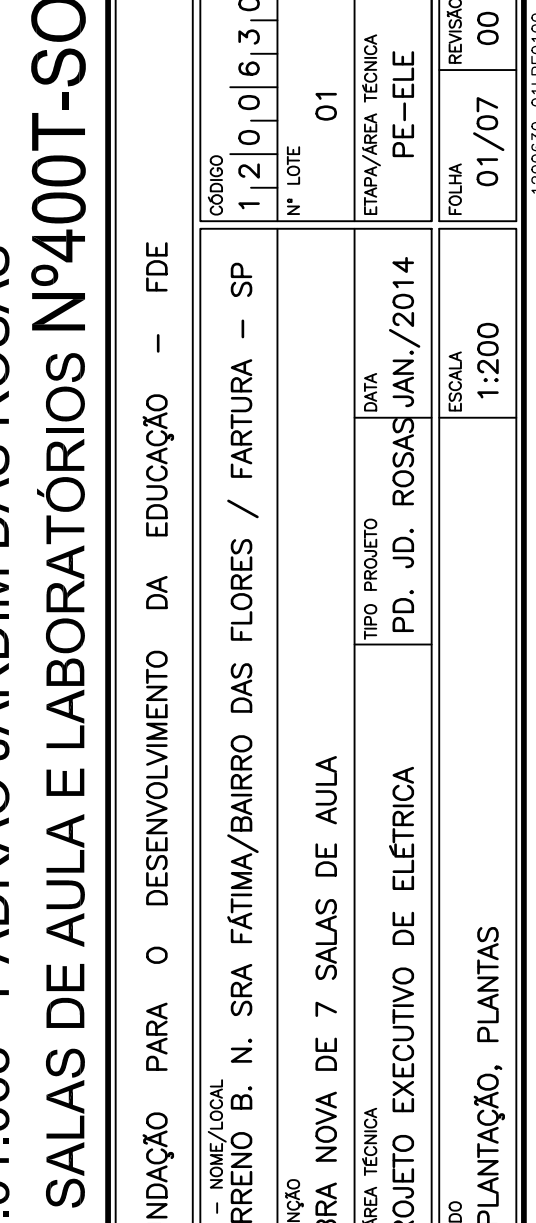 SALAS DE AULA E LABORATÓRIOS Nº400T-SO
NDAÇÃO PARA O DESENVOLVIMENTO DA EDUCAÇÃO - FDE
- NOME/LOCAL
RRENO B. N. SRA FÁTIMA/BAIRRO DAS FLORES / FARTURA - SP
CÓDIGO
1 2 0 0 6 3 0
NÇÃO
BRA NOVA DE 7 SALAS DE AULA
Nº LOTE
01
ÁREA TÉCNICA
ROJETO EXECUTIVO DE ELÉTRICA
TIPO PROJETO
PD. JD. ROSAS
DATA
JAN./2014
ETAPA/ÁREA TÉCNICA
PE-ELE
DO
PLANTAÇÃO, PLANTAS
ESCALA
1:200
FOLHA
01/07
REVISÃO
00